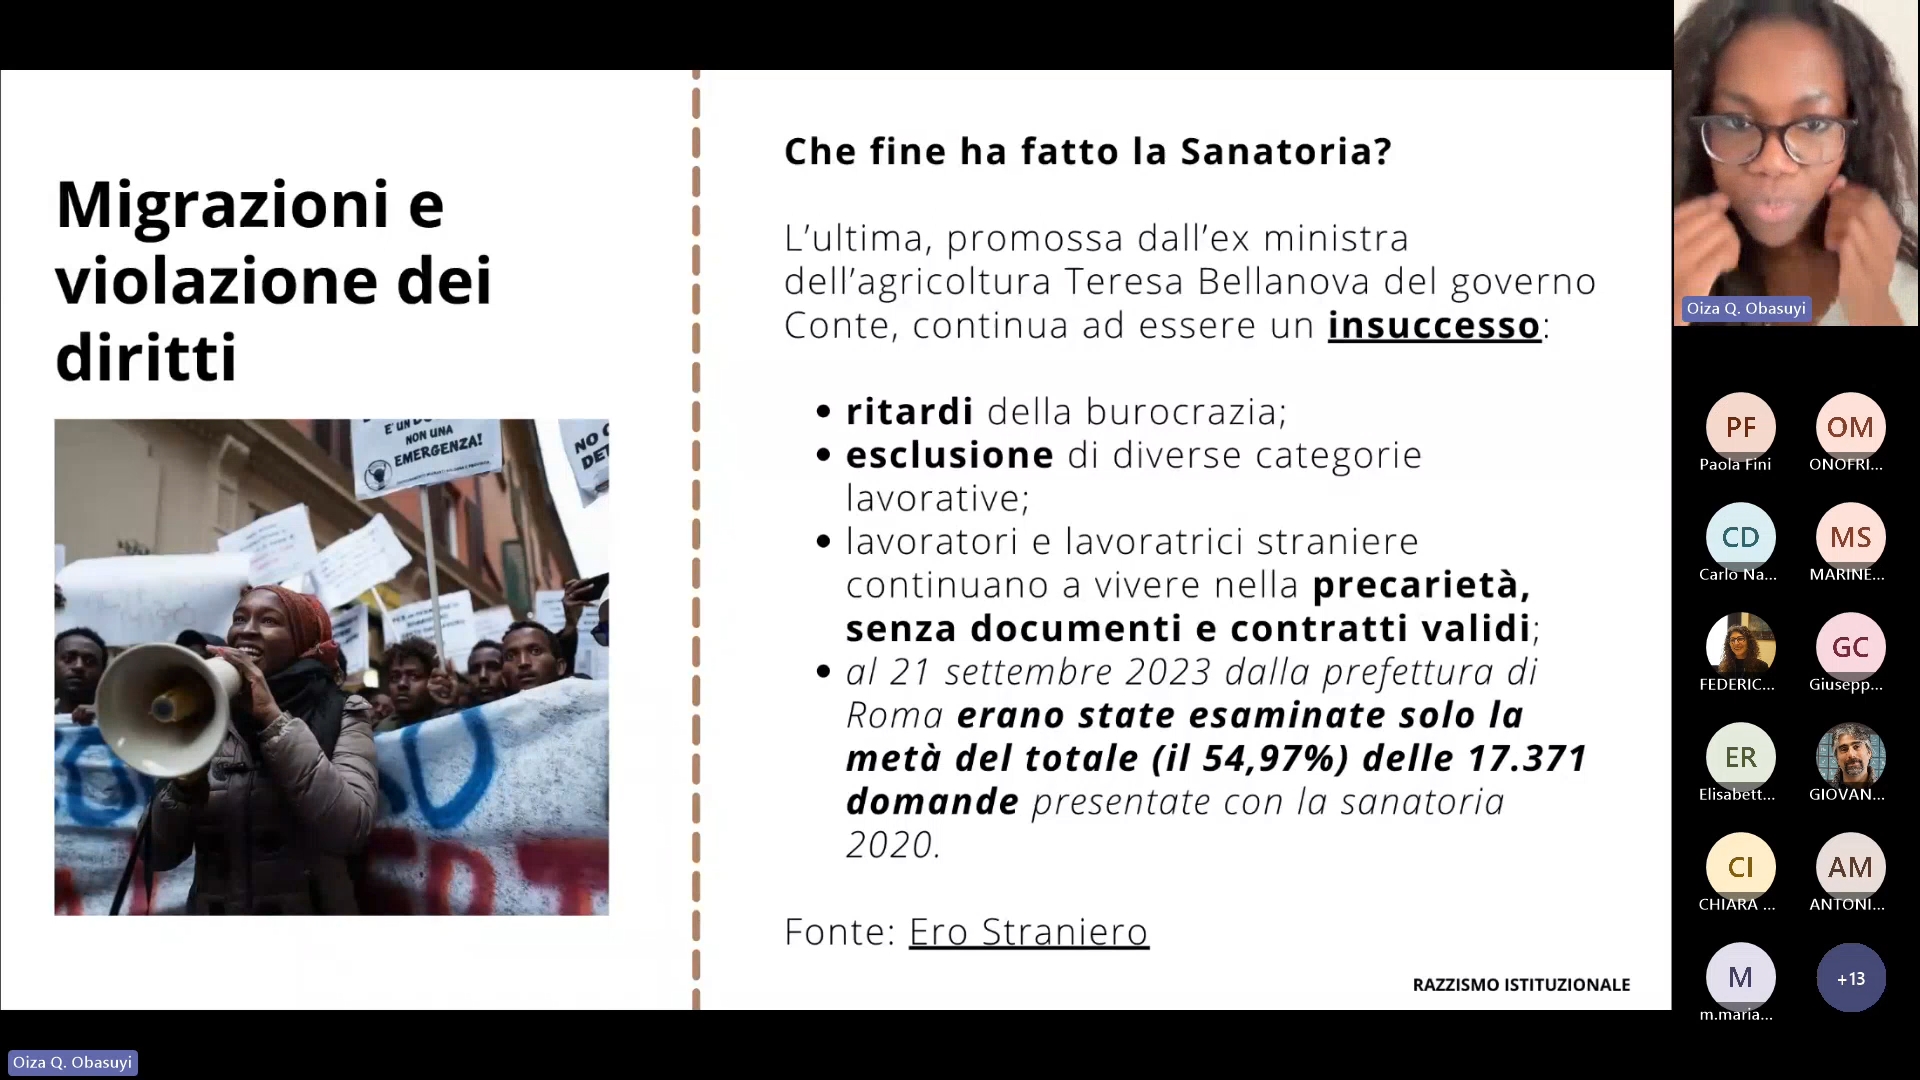 Migrazioni e
violazione dei
diritti
NON UNA
EMERGENZA!
Che fine ha fatto la Sanatoria?
L’ultima, promossa dall’ex ministra
dell’agricoltura Teresa Bellanova del governo
Conte, continua ad essere un insuccesso:
ritardi della burocrazia;
esclusione di diverse categorie
lavorative;
lavoratori e lavoratrici straniere
continuano a vivere nella precarietà,
senza documenti e contratti validi;
al 21 settembre 2023 dalla prefettura di
Roma erano state esaminate solo la
metà del totale (il 54,97%) delle 17.371
domande presentate con la sanatoria
2020.
Fonte: Ero Straniero
RAZZISMO ISTITUZIONALE
Oiza Q. Obasuyi
PF
Paola Fini
OM
ONOFRI...
CD
Carlo Na...
MS
MARINE...
FEDERIC...
GC
Giusepp...
ER
Elisabett...
GIOVAN...
CI
CHIARA ...
AM
ANTONI...
M
m.maria...
+13
Oiza Q. Obasuyi